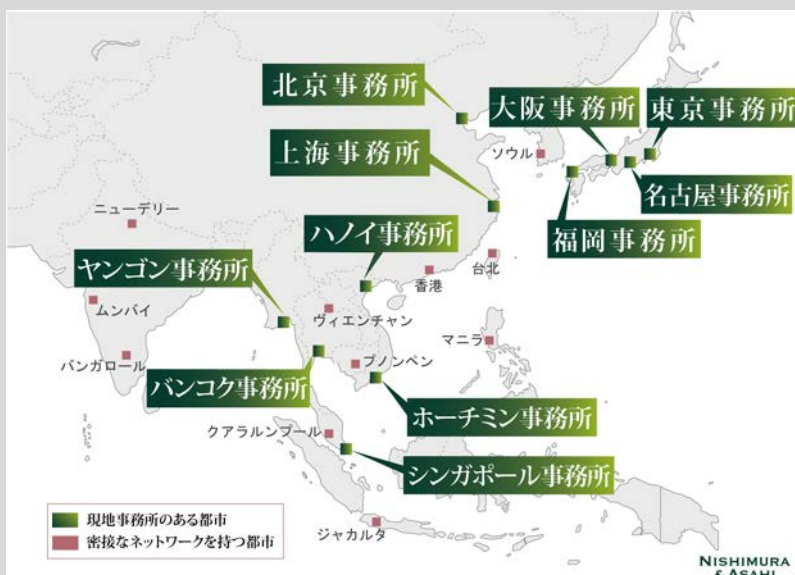 北京事務所
大阪事務所
東京事務所
上海事務所
ソウル
名古屋事務所
ニューデリー
ハノイ事務所
福岡事務所
ヤンゴン事務所
台北
香港
ムンバイ
ヴィエンチャン
マニラ
バンガロール
プノンペン
バンコク事務所
ホーチミン事務所
クアラルンプール
シンガポール事務所
現地事務所のある都市
密接なネットワークを持つ都市
ジャカルタ
NISHIMURA
& ASAHI